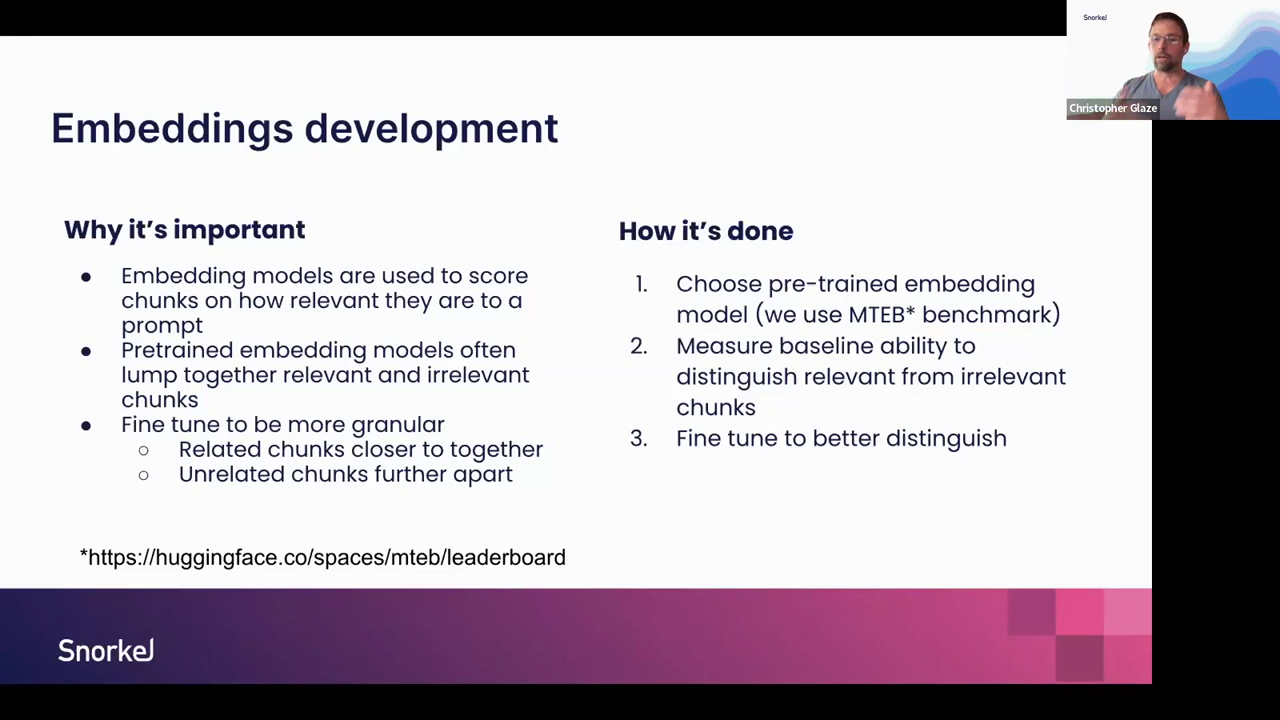 Snorkel
Christopher Glaze
Embeddings development
Why it's important
● Embedding models are used to score
chunks on how relevant they are to a
prompt
● Pretrained embedding models often
lump together relevant and irrelevant
chunks
● Fine tune to be more granular
○ Related chunks closer to together
○ Unrelated chunks further apart
How it's done
1. Choose pre-trained embedding
model (we use MTEB* benchmark)
2. Measure baseline ability to
distinguish relevant from irrelevant
chunks
3. Fine tune to better distinguish
*https://huggingface.co/spaces/mteb/leaderboard
Snorkel